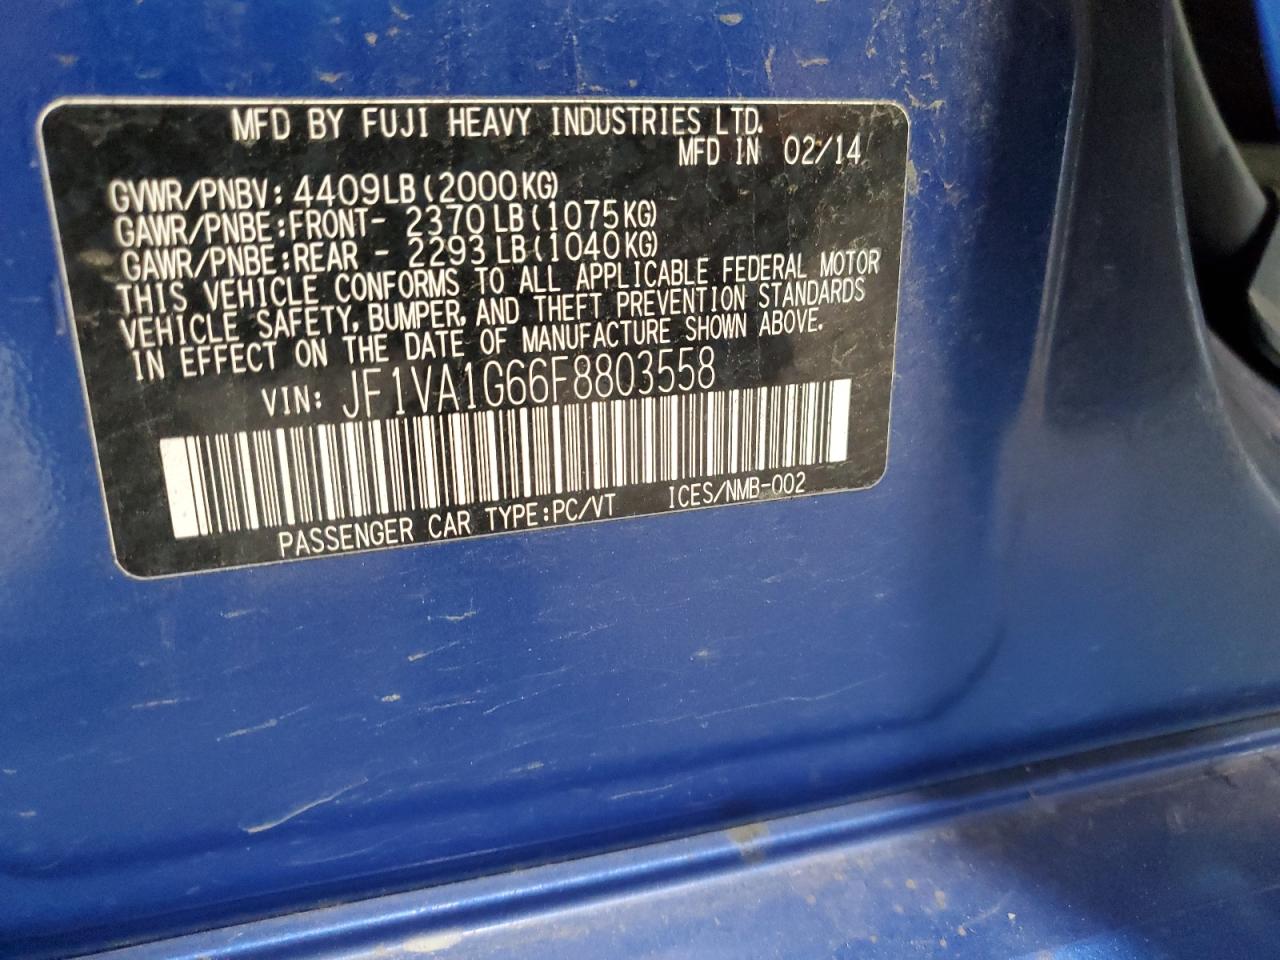 MFD BY FUJI HEAVY INDUSTRIES LTD.
MFD IN 02/14
GVWR/PNBV: 4409LB(2000KG)
GAWR/PNBE:FRONT- 2370LB(1075KG)
GAWR/PNBE:REAR - 2293LB(1040KG)
THIS VEHICLE CONFORMS TO ALL APPLICABLE FEDERAL MOTOR
VEHICLE SAFETY, BUMPER, AND THEFT PREVENTION STANDARDS
IN EFFECT ON THE DATE OF MANUFACTURE SHOWN ABOVE.
VIN: JF1VA1G66F8803558
PASSENGER CAR TYPE:PC/VT ICES/NMB-002